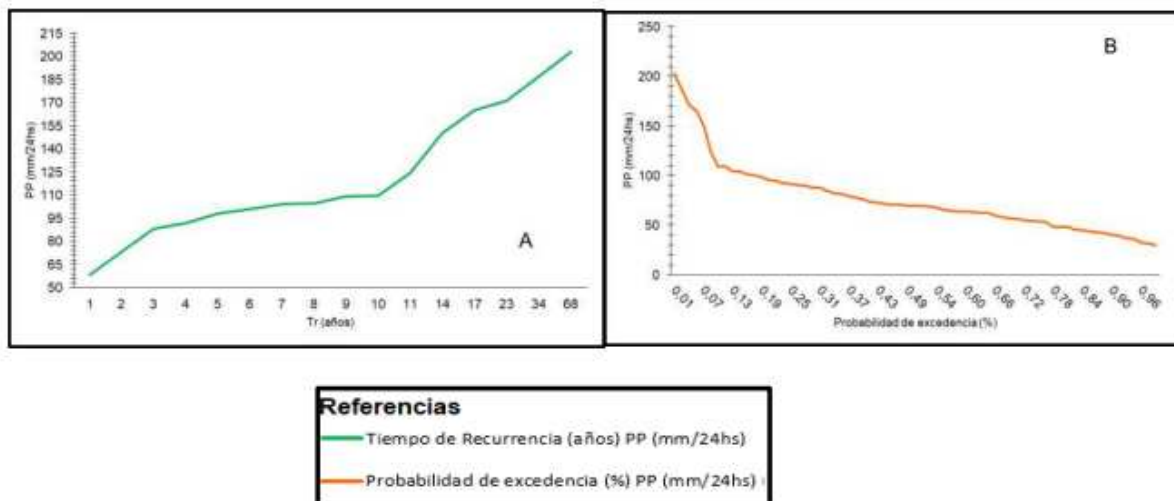 PP (mm/24hs)
215
200
185
170
155
140
125
110
95
80
65
50
A
1 2 3 4 5 6 7 8 9 10 11 14 17 23 34 68
Tr (años)
PP (mm/24hs)
250
200
150
100
50
0
B
0,01 0,07 0,13 0,19 0,25 0,31 0,37 0,43 0,49 0,54 0,60 0,66 0,72 0,78 0,84 0,90 0,96
Probabilidad de excedencia (%)
Referencias
Tiempo de Recurrencia (años) PP (mm/24hs)
Probabilidad de excedencia (%) PP (mm/24hs)